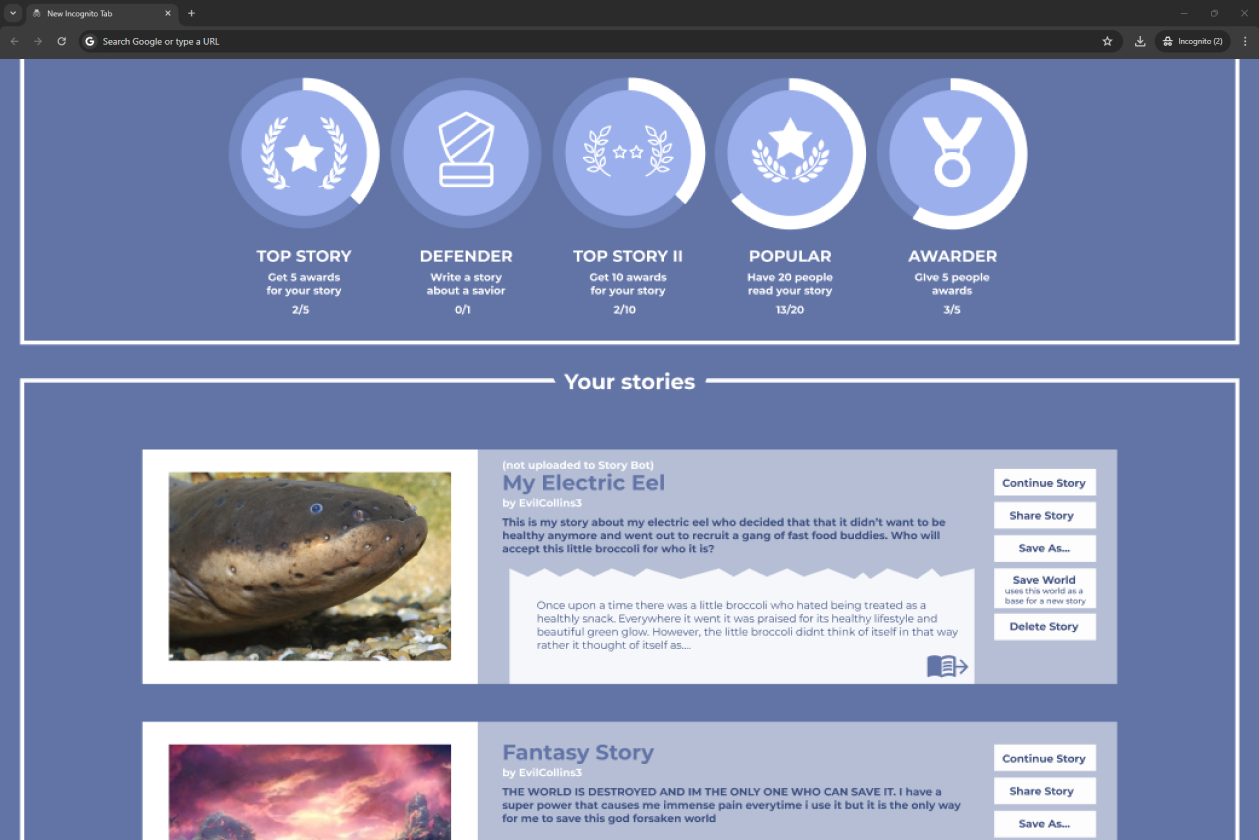 New Incognito Tab
Search Google or type a URL
Incognito (2)
TOP STORY
Get 5 awards
for your story
2/5
DEFENDER
Write a story
about a savior
0/1
TOP STORY II
Get 10 awards
for your story
2/10
POPULAR
Have 20 people
read your story
13/20
AWARDER
GIve 5 people
awards
3/5
Your stories
(not uploaded to Story Bot)
My Electric Eel
by EvilCollins3
This is my story about my electric eel who decided that that it didn't want to be
healthy anymore and went out to recruit a gang of fast food buddies. Who will
accept this little broccoli for who it is?
Once upon a time there was a little broccoli who hated being treated as a
healthly snack. Everywhere it went it was praised for its healthy lifestyle and
beautiful green glow. However, the little broccoli didnt think of itself in that way
rather it thought of itself as....
Continue Story
Share Story
Save As...
Save World
uses this world as a
base for a new story
Delete Story
Fantasy Story
by EvilCollins3
THE WORLD IS DESTROYED AND IM THE ONLY ONE WHO CAN SAVE IT. I have a
super power that causes me immense pain everytime i use it but it is the only way
for me to save this god forsaken world
Continue Story
Share Story
Save As...